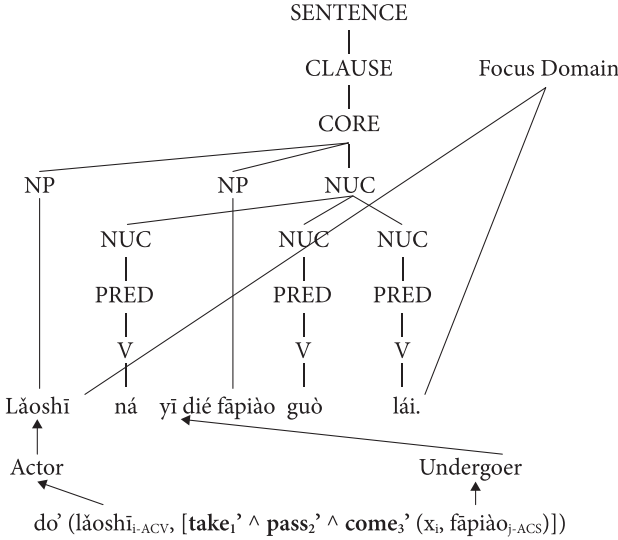 SENTENCE
CLAUSE Focus Domain
CORE
NP NP NUC
NUC NUC NUC
PRED PRED PRED
V V V
Lǎoshī ná yī dié fāpiào guò lái.
Actor Undergoer
do’ (lǎoshīi-ACV, [take1’ ^ pass2’ ^ come3’ (xi, fāpiàoj-ACS)])